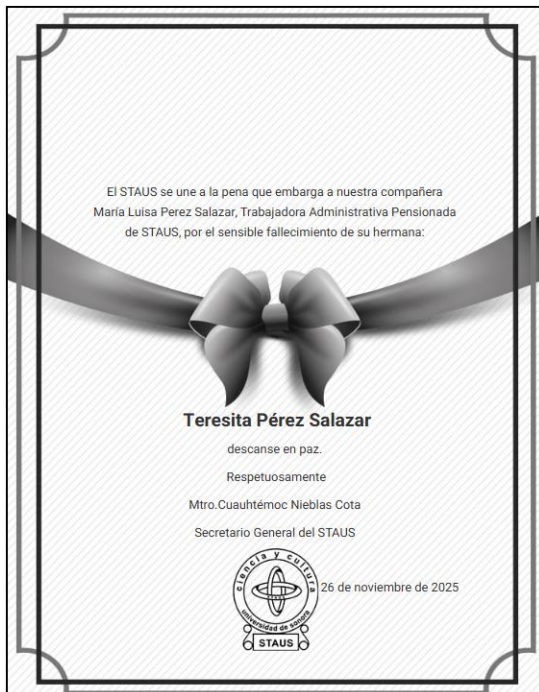 El STAUS se une a la pena que embarga a nuestra compañera
María Luisa Perez Salazar, Trabajadora Administrativa Pensionada
de STAUS, por el sensible fallecimiento de su hermana:
Teresita Pérez Salazar
descanse en paz.
Respetuosamente
Mtro.Cuauhtémoc Nieblas Cota
Secretario General del STAUS
ciencia y cultura
26 de noviembre de 2025
universidad de sonora
STAUS